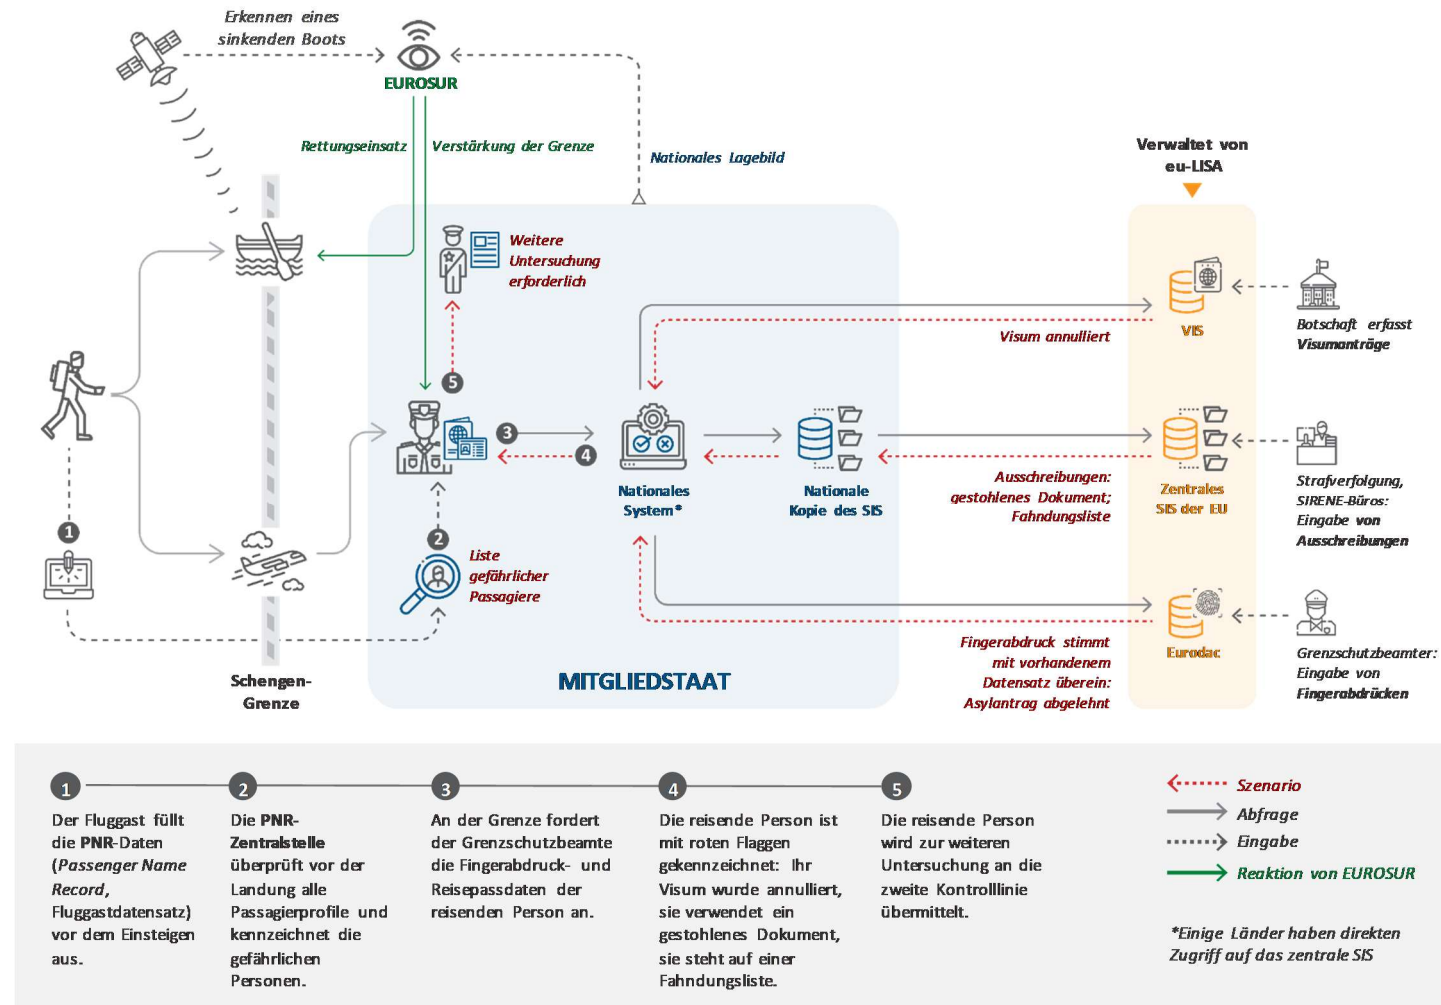 Erkennen eines
sinkenden Boots
EUROSUR
Rettungseinsatz
Verstärkung der Grenze
Nationales Lagebild
Verwaltet von
eu-LISA
Weitere
Untersuchung
erforderlich
Visum annulliert
VIS
Botschaft erfasst
Visumanträge
5
3
4
Nationales
System*
Nationale
Kopie des SIS
Ausschreibungen:
gestohlenes Dokument;
Fahndungsliste
Zentrales
SIS der EU
Strafverfolgung,
SIRENE-Büros:
Eingabe von
Ausschreibungen
1
2
Liste
gefährlicher
Passagiere
Schengen-
Grenze
MITGLIEDSTAAT
Fingerabdruck stimmt
mit vorhandenem
Datensatz überein:
Asylantrag abgelehnt
Eurodac
Grenzschutzbeamter:
Eingabe von
Fingerabdrücken
1
Der Fluggast füllt
die PNR-Daten
(Passenger Name
Record,
Fluggastdatensatz)
vor dem Einsteigen
aus.
2
Die PNR-
Zentralstelle
überprüft vor der
Landung alle
Passagierprofile und
kennzeichnet die
gefährlichen
Personen.
3
An der Grenze fordert
der Grenzschutzbeamte
die Fingerabdruck- und
Reisepassdaten der
reisenden Person an.
4
Die reisende Person ist
mit roten Flaggen
gekennzeichnet: Ihr
Visum wurde annulliert,
sie verwendet ein
gestohlenes Dokument,
sie steht auf einer
Fahndungsliste.
5
Die reisende Person
wird zur weiteren
Untersuchung an die
zweite Kontrolllinie
übermittelt.
Szenario
Abfrage
Eingabe
Reaktion von EUROSUR
*Einige Länder haben direkten
Zugriff auf das zentrale SIS